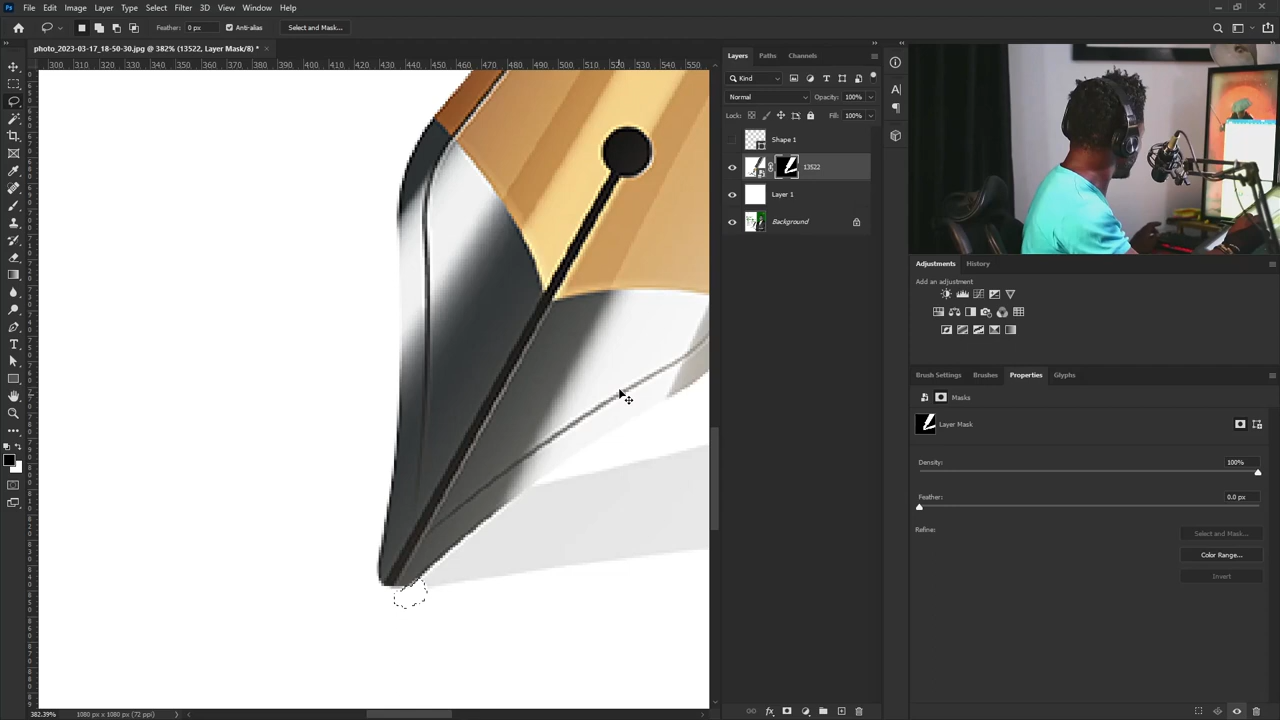 Ps File Edit Image Layer Type Select Filter 3D View Window Help
Feather: 0 px Anti-alias Select and Mask...
photo_2023-03-17_18-50-30.jpg @ 382% (13522, Layer Mask/8) * ×
300 310 320 330 340 350 360 370 380 390 400 410 420 430 440 450 460 470 480 490 500 510 520 530 540 550
Layers Paths Channels
Kind
Normal Opacity: 100%
Lock: Fill: 100%
Shape 1
13522
Layer 1
Background
Adjustments History
Add an adjustment
Brush Settings Brushes Properties Glyphs
Masks
Layer Mask
Density: 100%
Feather: 0.0 px
Refine: Select and Mask...
Color Range...
Invert
382.39% 1080 px x 1080 px (72 ppi)